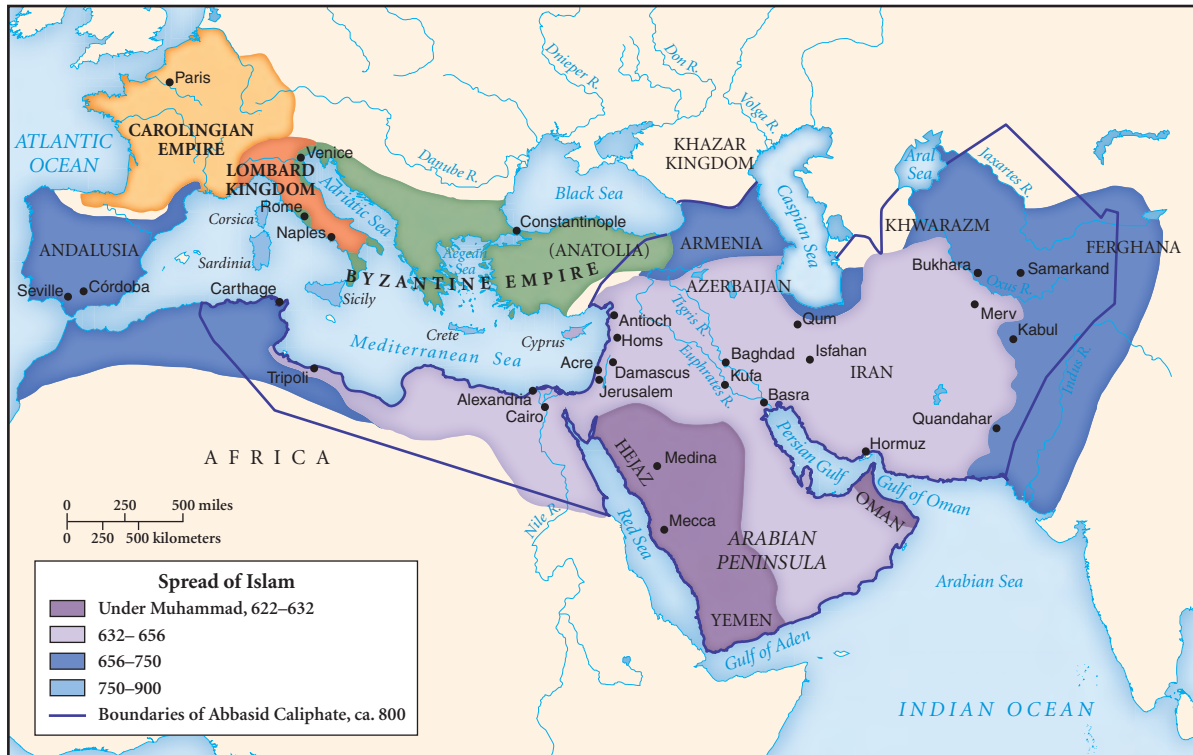 Paris
CAROLINGIAN
EMPIRE
ATLANTIC
OCEAN
LOMBARD
KINGDOM
Venice
Adriatic Sea
Rome
Naples
Corsica
Sardinia
Sicily
ANDALUSIA
Seville
Córdoba
Carthage
Tripoli
Danube R.
Dnieper R.
Don R.
Volga R.
KHAZAR
KINGDOM
Black Sea
Constantinople
(ANATOLIA)
Aegean
Sea
BYZANTINE EMPIRE
Crete
Cyprus
Mediterranean Sea
ARMENIA
AZERBAIJAN
Caspian Sea
Aral
Sea
Jaxartes R.
KHWARAZM
FERGHANA
Bukhara
Samarkand
Oxus R.
Merv
Kabul
Indus R.
Quandahar
Qum
Isfahan
IRAN
Tigris R.
Euphrates R.
Baghdad
Kufa
Basra
Antioch
Homs
Acre
Damascus
Jerusalem
Alexandria
Cairo
Nile R.
AFRICA
Red Sea
HEJAZ
Medina
Mecca
ARABIAN
PENINSULA
YEMEN
Persian Gulf
Hormuz
Gulf of Oman
OMAN
Gulf of Aden
Arabian Sea
INDIAN OCEAN
0 250 500 miles
0 250 500 kilometers
Spread of Islam
Under Muhammad, 622–632
632–656
656–750
750–900
Boundaries of Abbasid Caliphate, ca. 800